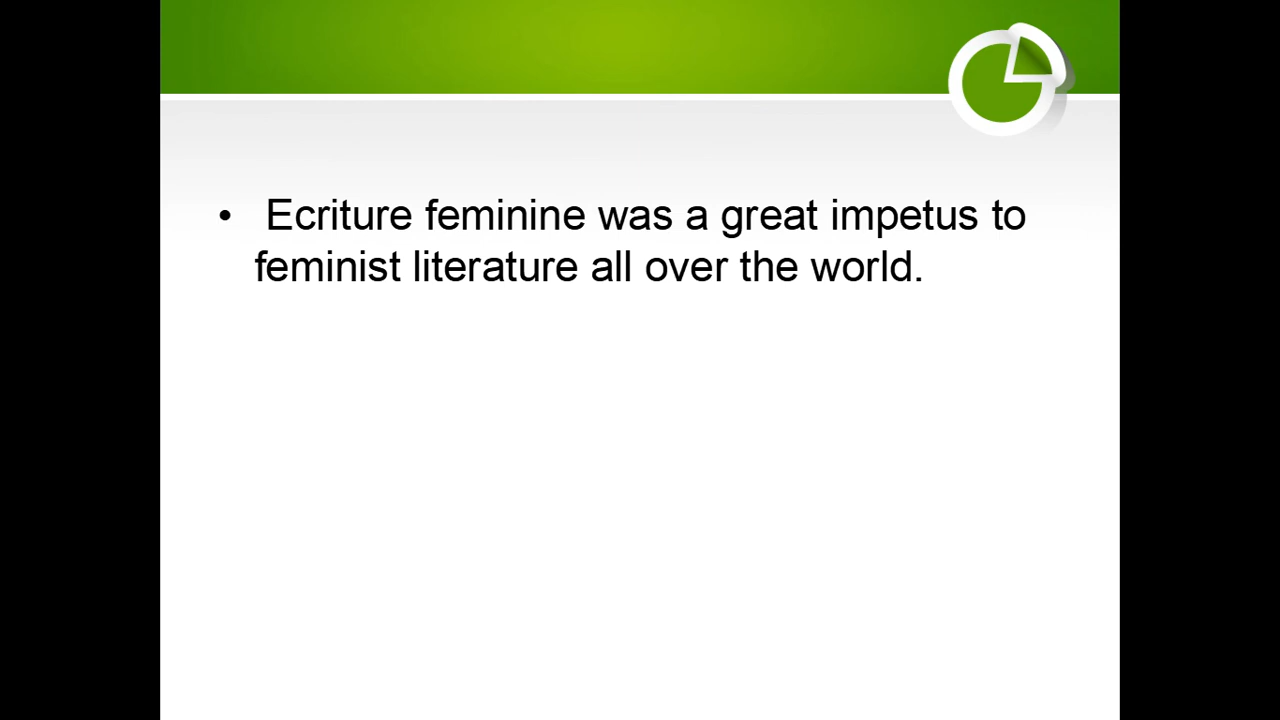 • Ecriture feminine was a great impetus to
feminist literature all over the world.